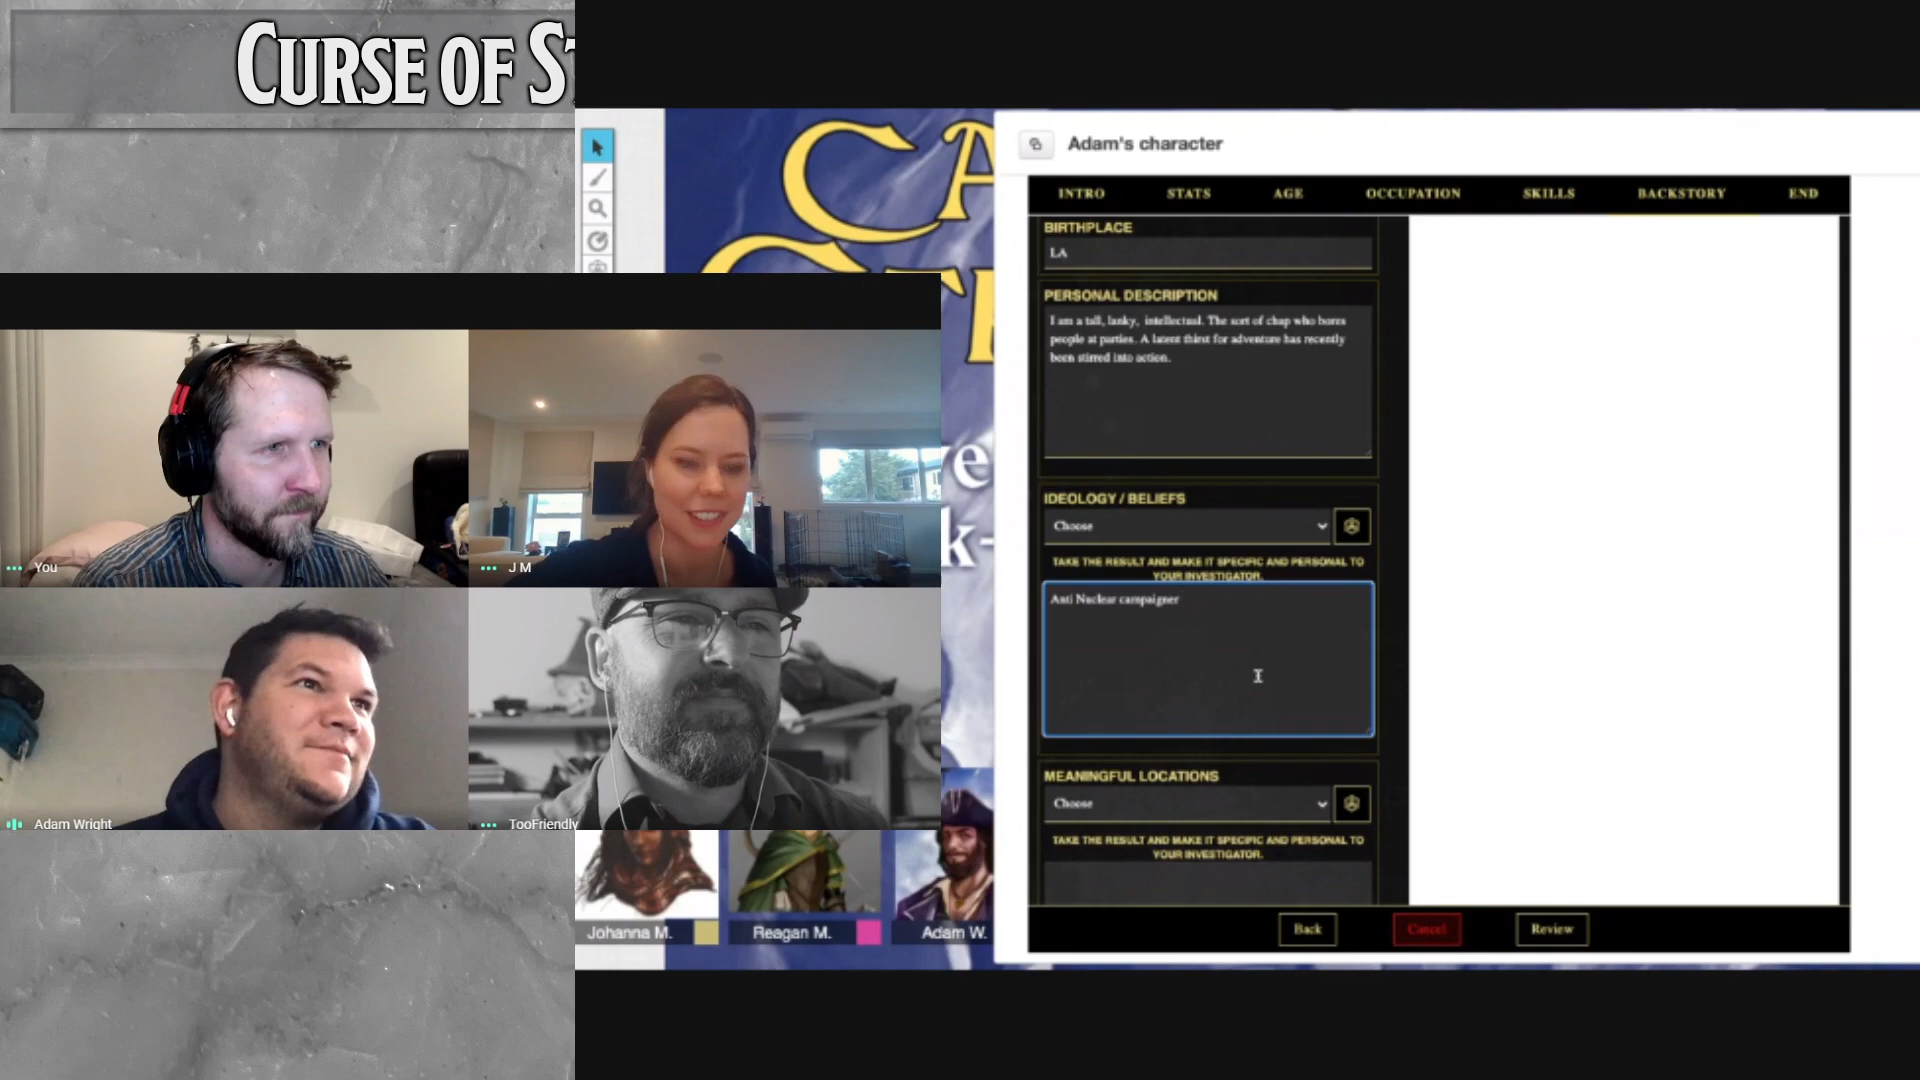 CURSE OF ST
CA
Adam's character
INTRO STATS AGE OCCUPATION SKILLS BACKSTORY END
BIRTHPLACE
LA
PERSONAL DESCRIPTION
I am a tall, lanky, intellectual. The sort of chap who bores
people at parties. A latent thirst for adventure has recently
been stirred into action.
IDEOLOGY / BELIEFS
Choose
TAKE THE RESULT AND MAKE IT SPECIFIC AND PERSONAL TO
YOUR INVESTIGATOR.
Anti Nuclear campaigner
MEANINGFUL LOCATIONS
Choose
TAKE THE RESULT AND MAKE IT SPECIFIC AND PERSONAL TO
YOUR INVESTIGATOR.
Back Cancel Review
You
J M
Adam Wright
TooFriendly
Johanna M.
Reagan M.
Adam W.